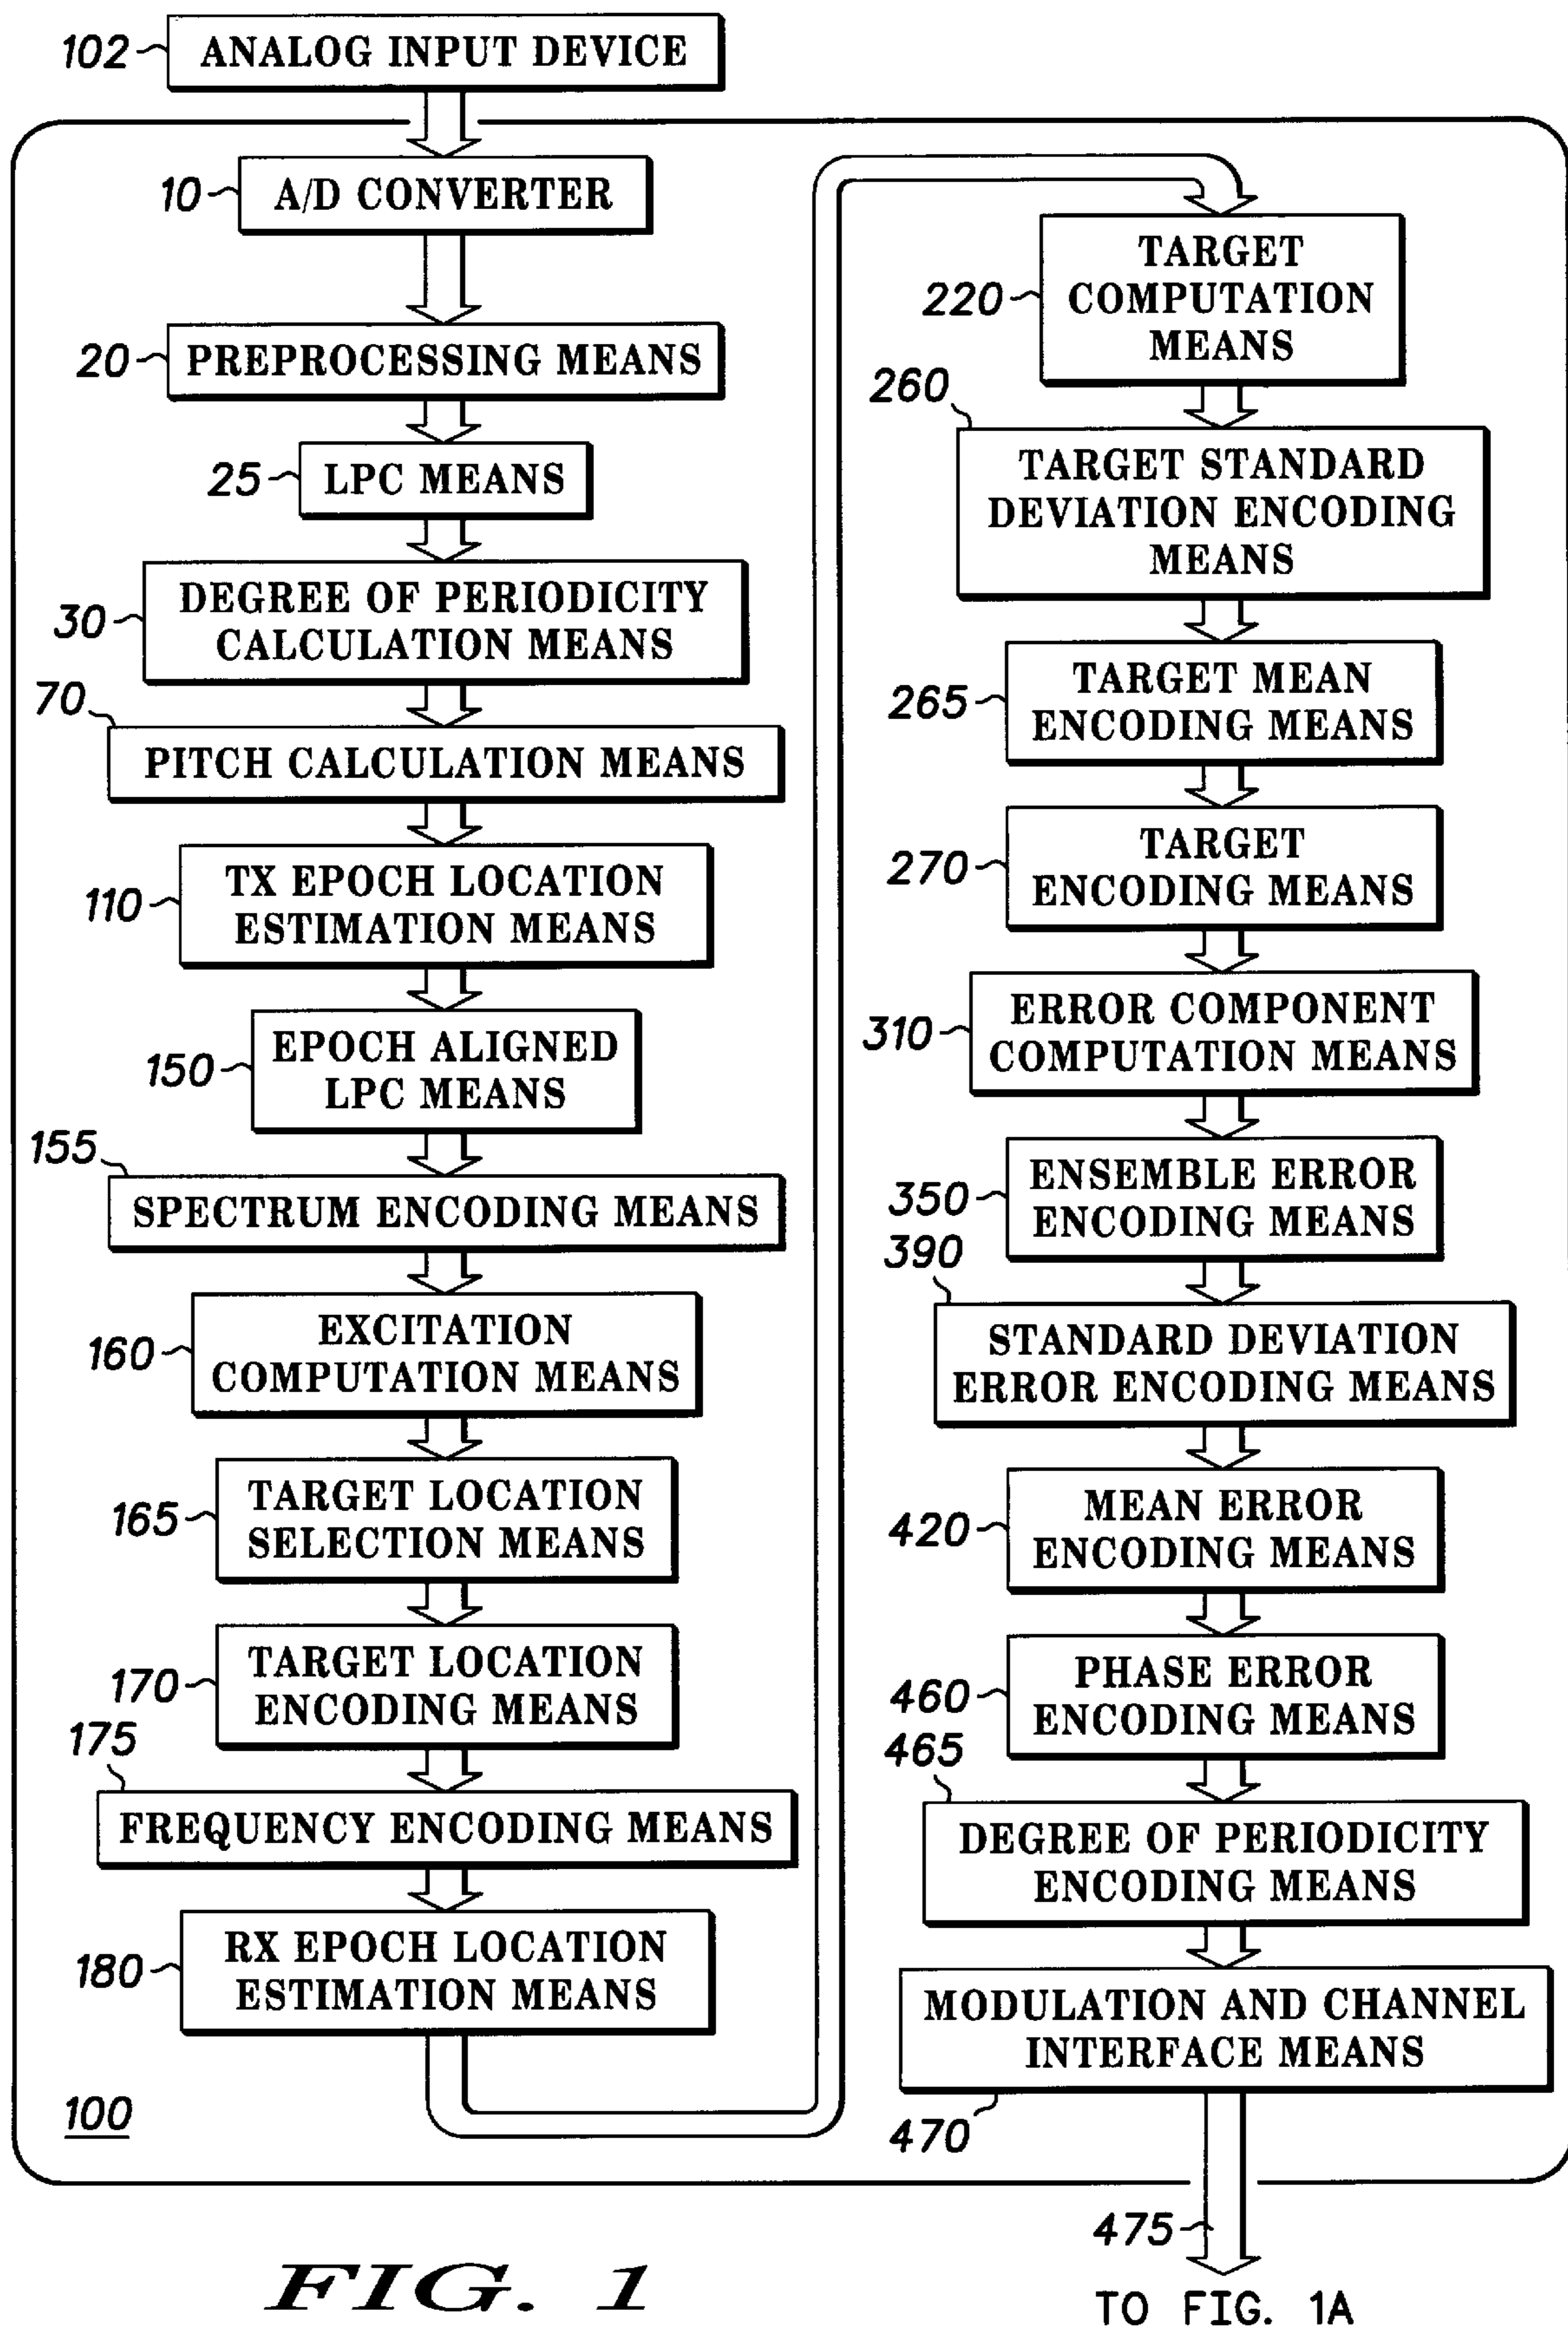 102
ANALOG INPUT DEVICE
10
A/D CONVERTER
20
PREPROCESSING MEANS
25
LPC MEANS
30
DEGREE OF PERIODICITY
CALCULATION MEANS
70
PITCH CALCULATION MEANS
110
TX EPOCH LOCATION
ESTIMATION MEANS
150
EPOCH ALIGNED
LPC MEANS
155
SPECTRUM ENCODING MEANS
160
EXCITATION
COMPUTATION MEANS
165
TARGET LOCATION
SELECTION MEANS
170
TARGET LOCATION
ENCODING MEANS
175
FREQUENCY ENCODING MEANS
180
RX EPOCH LOCATION
ESTIMATION MEANS
100
220
TARGET
COMPUTATION
MEANS
260
TARGET STANDARD
DEVIATION ENCODING
MEANS
265
TARGET MEAN
ENCODING MEANS
270
TARGET
ENCODING MEANS
310
ERROR COMPONENT
COMPUTATION MEANS
350
ENSEMBLE ERROR
ENCODING MEANS
390
STANDARD DEVIATION
ERROR ENCODING MEANS
420
MEAN ERROR
ENCODING MEANS
460
PHASE ERROR
ENCODING MEANS
465
DEGREE OF PERIODICITY
ENCODING MEANS
MODULATION AND CHANNEL
INTERFACE MEANS
470
475
TO FIG. 1A
FIG. 1